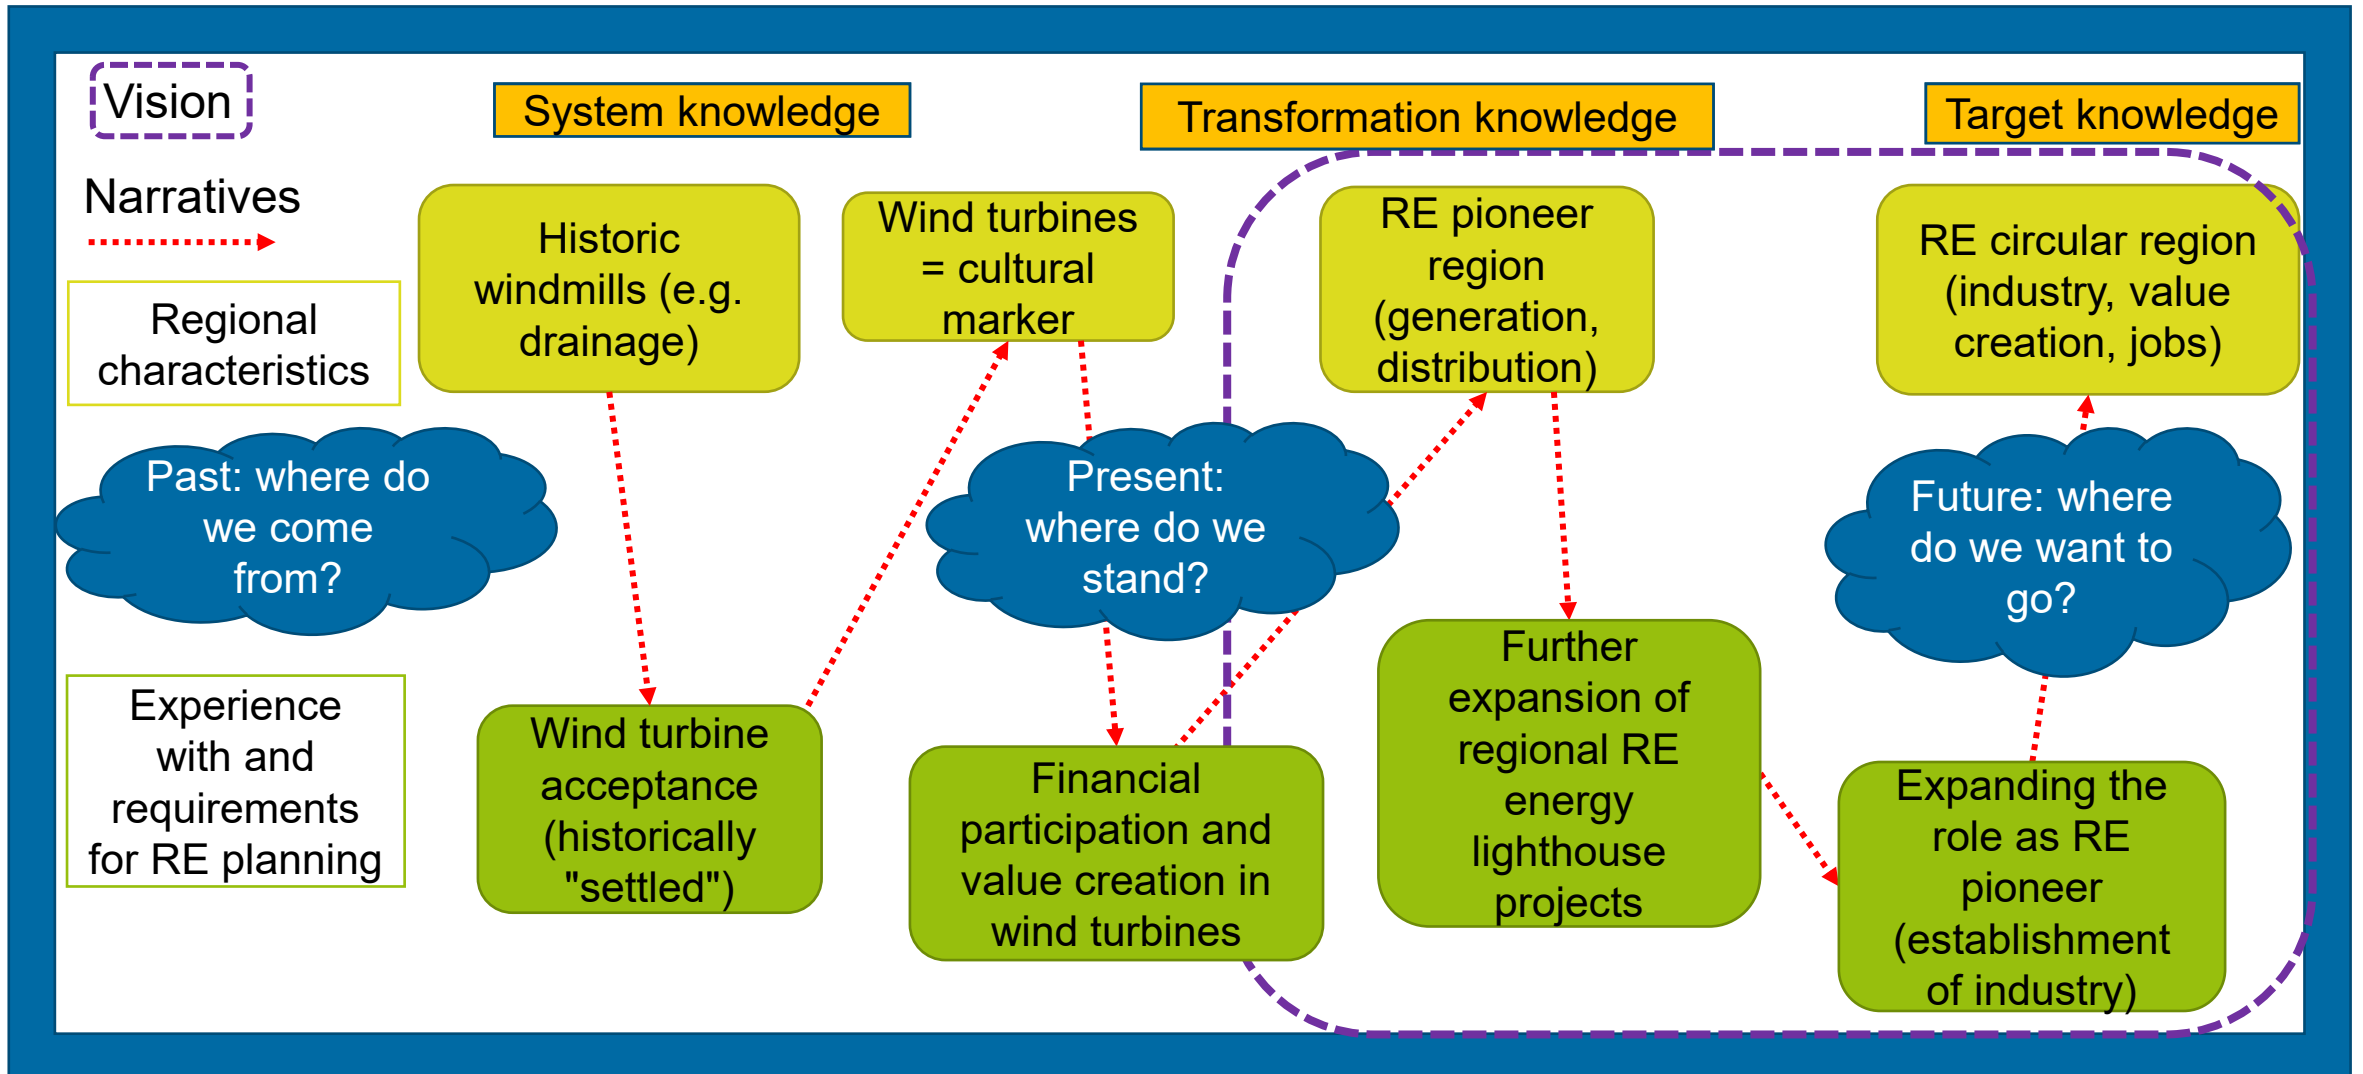 Vision
System knowledge
Transformation knowledge
Target knowledge
Narratives
Regional
characteristics
Historic
windmills (e.g.
drainage)
Wind turbines
= cultural
marker
RE pioneer
region
(generation,
distribution)
RE circular region
(industry, value
creation, jobs)
Past: where do
we come
from?
Present:
where do we
stand?
Future: where
do we want to
go?
Experience
with and
requirements
for RE planning
Wind turbine
acceptance
(historically
"settled")
Financial
participation and
value creation in
wind turbines
Further
expansion of
regional RE
energy
lighthouse
projects
Expanding the
role as RE
pioneer
(establishment
of industry)